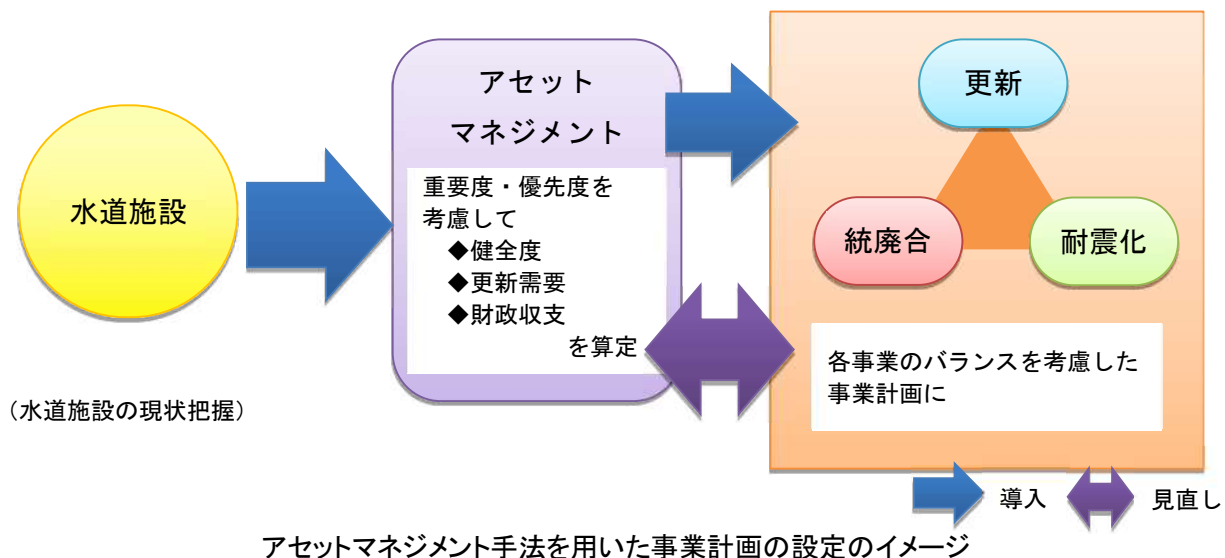 水道施設
(水道施設の現状把握)
アセット
マネジメント
重要度・優先度を
考慮して
◆健全度
◆更新需要
◆財政収支
を算定
更新
統廃合
耐震化
各事業のバランスを考慮した
事業計画に
導入
見直し
アセットマネジメント手法を用いた事業計画の設定のイメージ